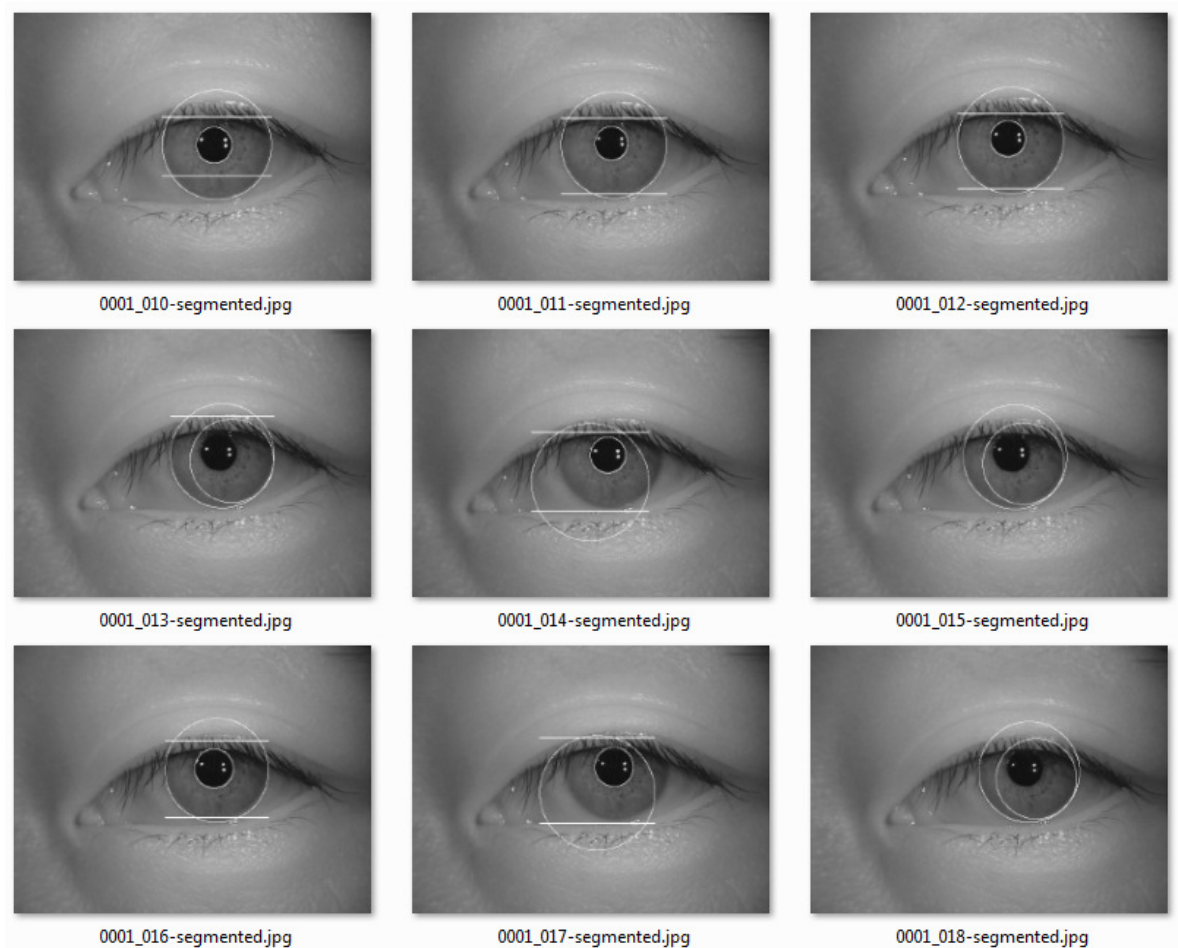 0001_010-segmented.jpg
0001_011-segmented.jpg
0001_012-segmented.jpg
0001_013-segmented.jpg
0001_014-segmented.jpg
0001_015-segmented.jpg
0001_016-segmented.jpg
0001_017-segmented.jpg
0001_018-segmented.jpg